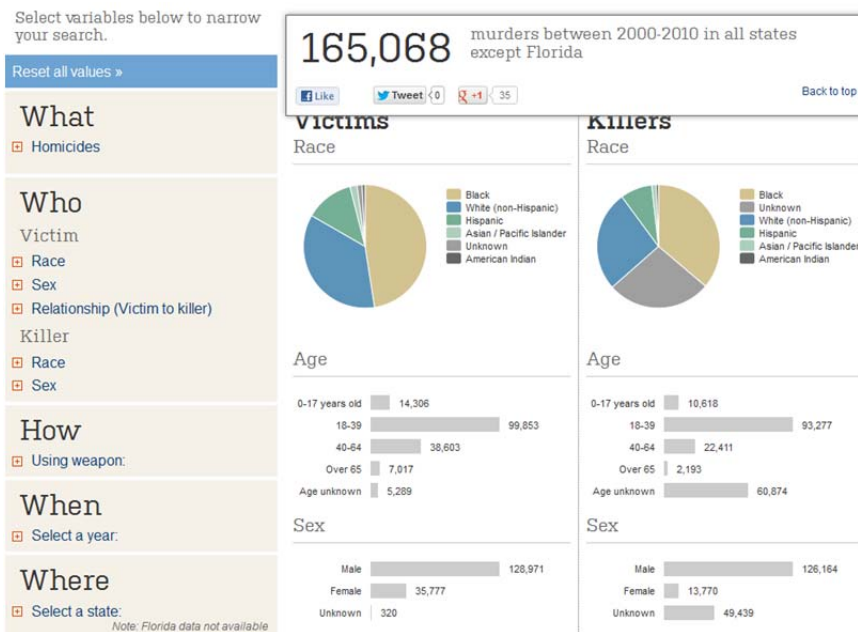 Select variables below to narrow
your search.
Reset all values »
What
Homicides
Who
Victim
Race
Sex
Relationship (Victim to killer)
Killer
Race
Sex
How
Using weapon:
When
Select a year:
Where
Select a state:
Note: Florida data not available
165,068
murders between 2000-2010 in all states
except Florida
Like
Tweet 0
+1 35
Back to top
Victims
Race
Black
White (non-Hispanic)
Hispanic
Asian / Pacific Islander
Unknown
American Indian
Age
0-17 years old 14,306
18-39 99,853
40-64 38,603
Over 65 7,017
Age unknown 5,289
Sex
Male 128,971
Female 35,777
Unknown 320
Killers
Race
Black
Unknown
White (non-Hispanic)
Hispanic
Asian / Pacific Islander
American Indian
Age
0-17 years old 10,618
18-39 93,277
40-64 22,411
Over 65 2,193
Age unknown 60,874
Sex
Male 126,164
Female 13,770
Unknown 49,439